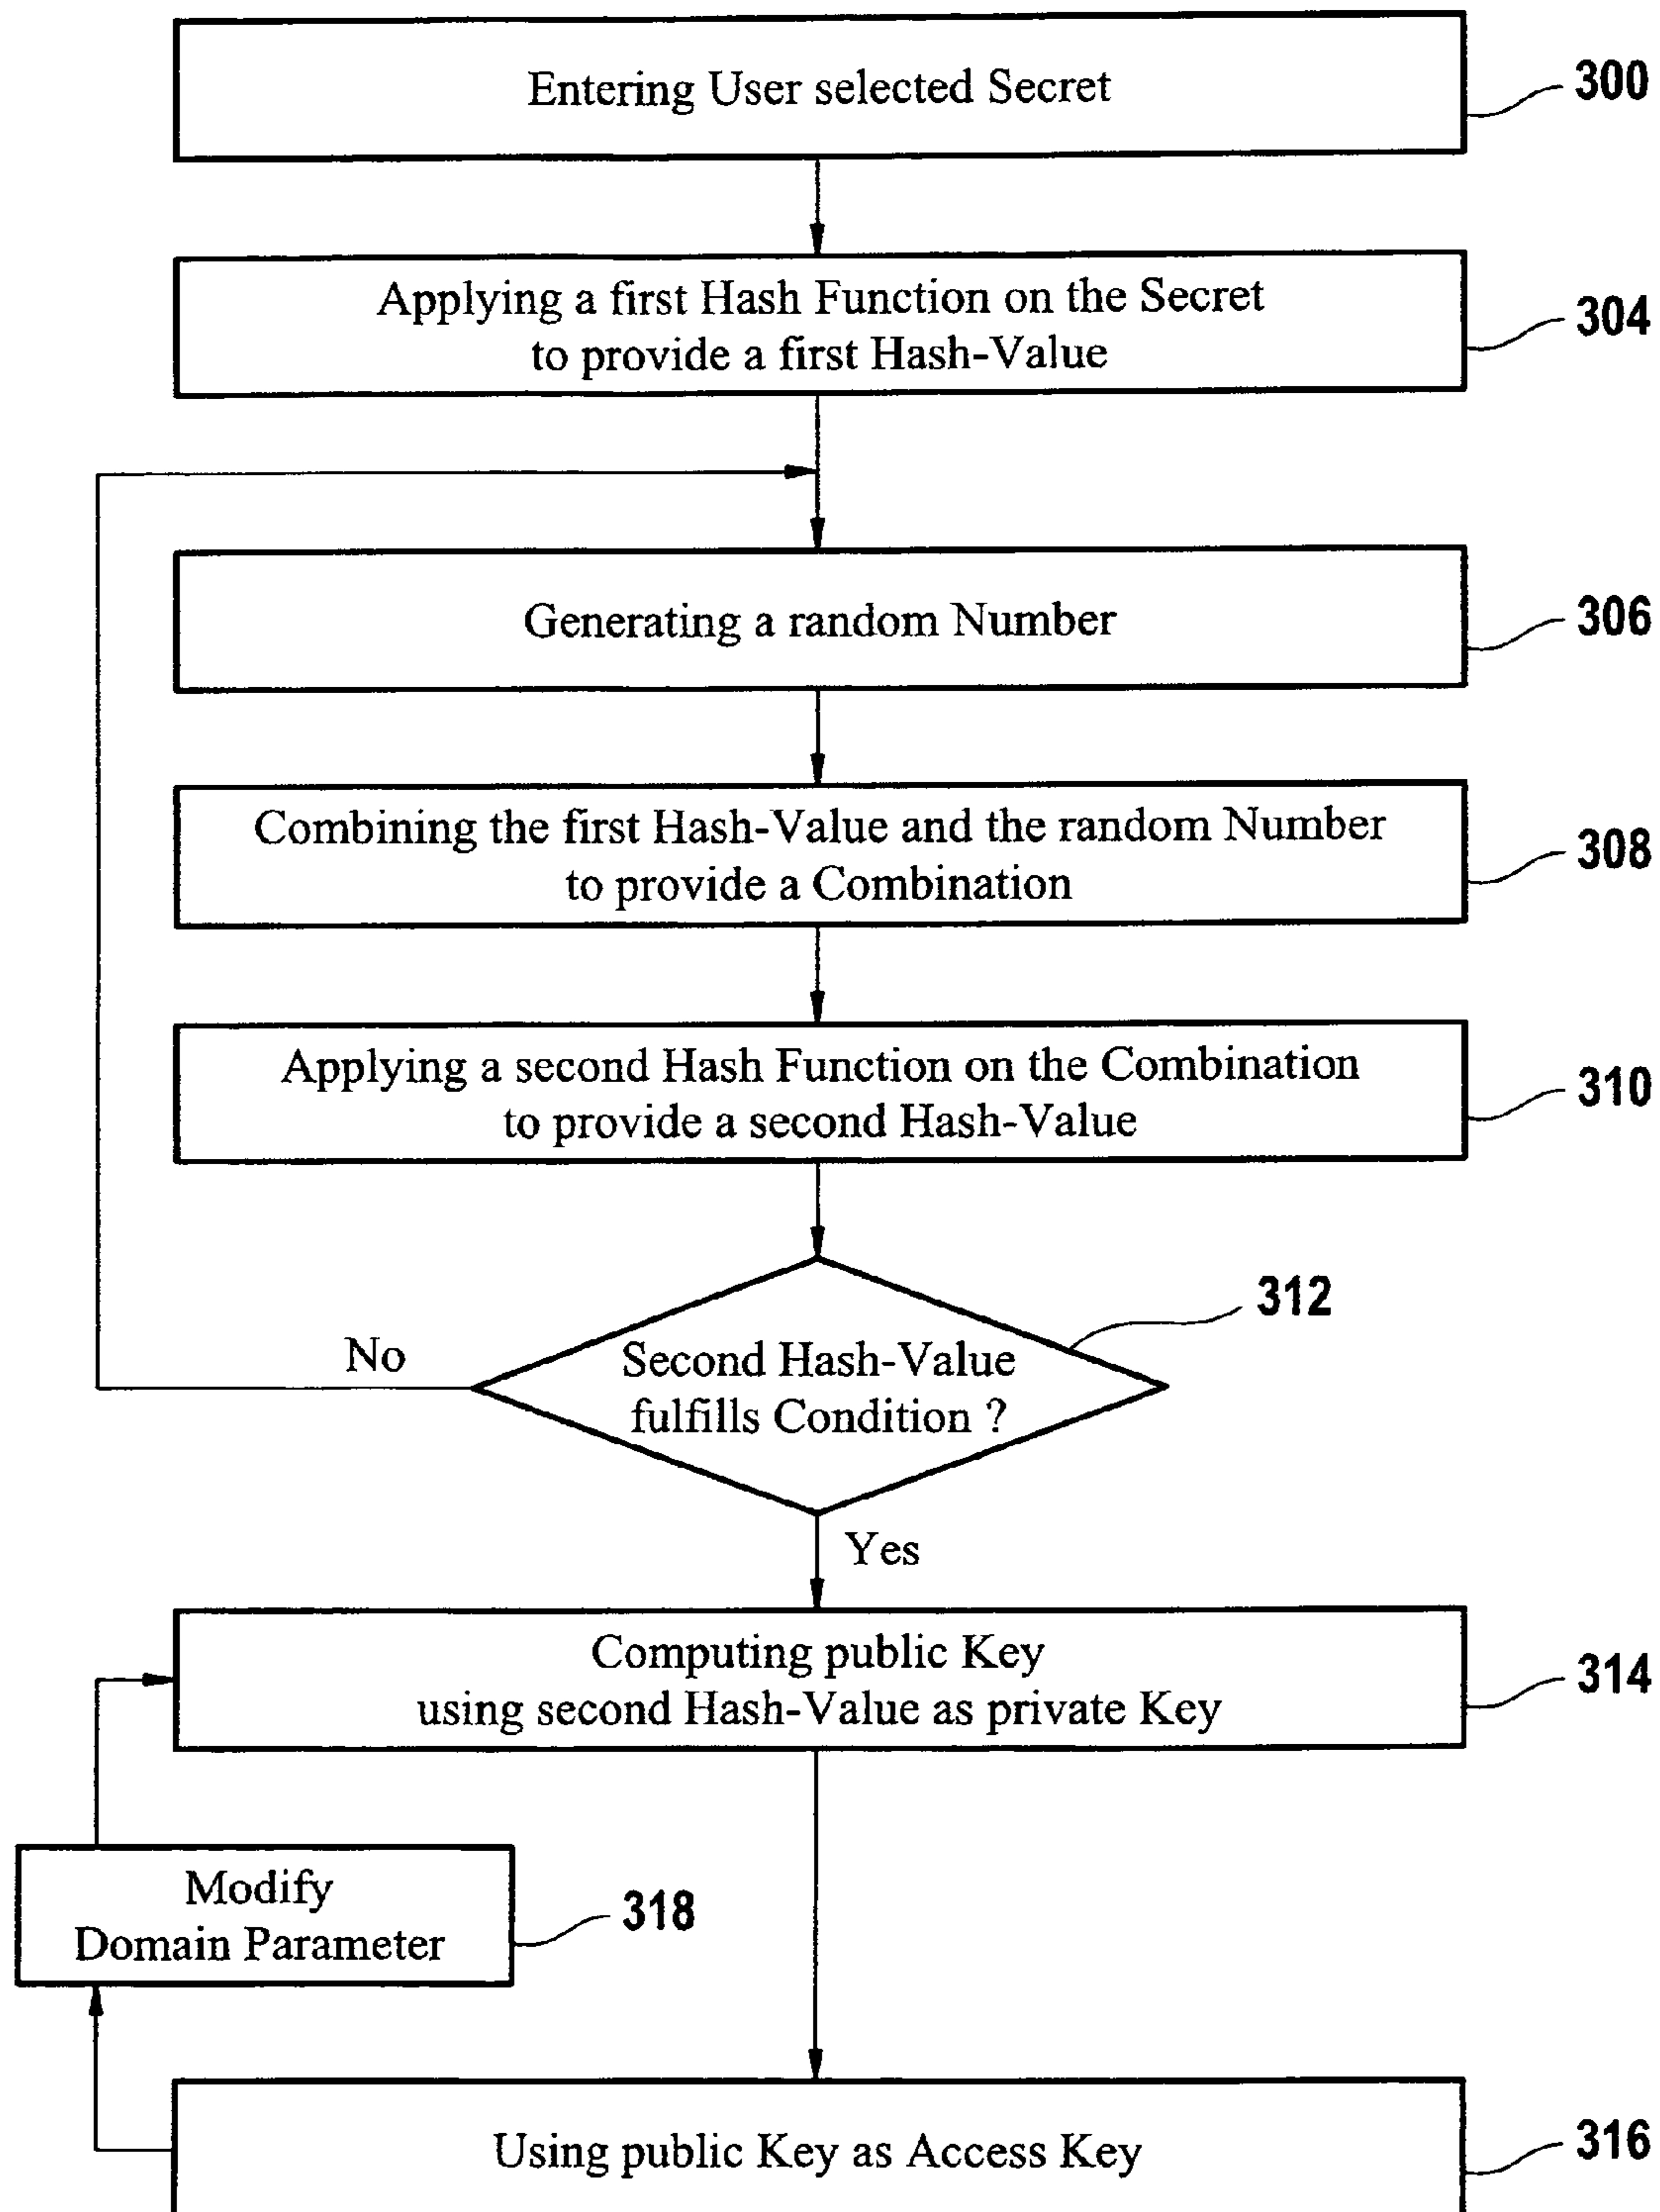 Entering User selected Secret
300
Applying a first Hash Function on the Secret
to provide a first Hash-Value
304
Generating a random Number
306
Combining the first Hash-Value and the random Number
to provide a Combination
308
Applying a second Hash Function on the Combination
to provide a second Hash-Value
310
312
No
Second Hash-Value
fulfills Condition ?
Yes
Computing public Key
using second Hash-Value as private Key
314
Modify
Domain Parameter
318
Using public Key as Access Key
316